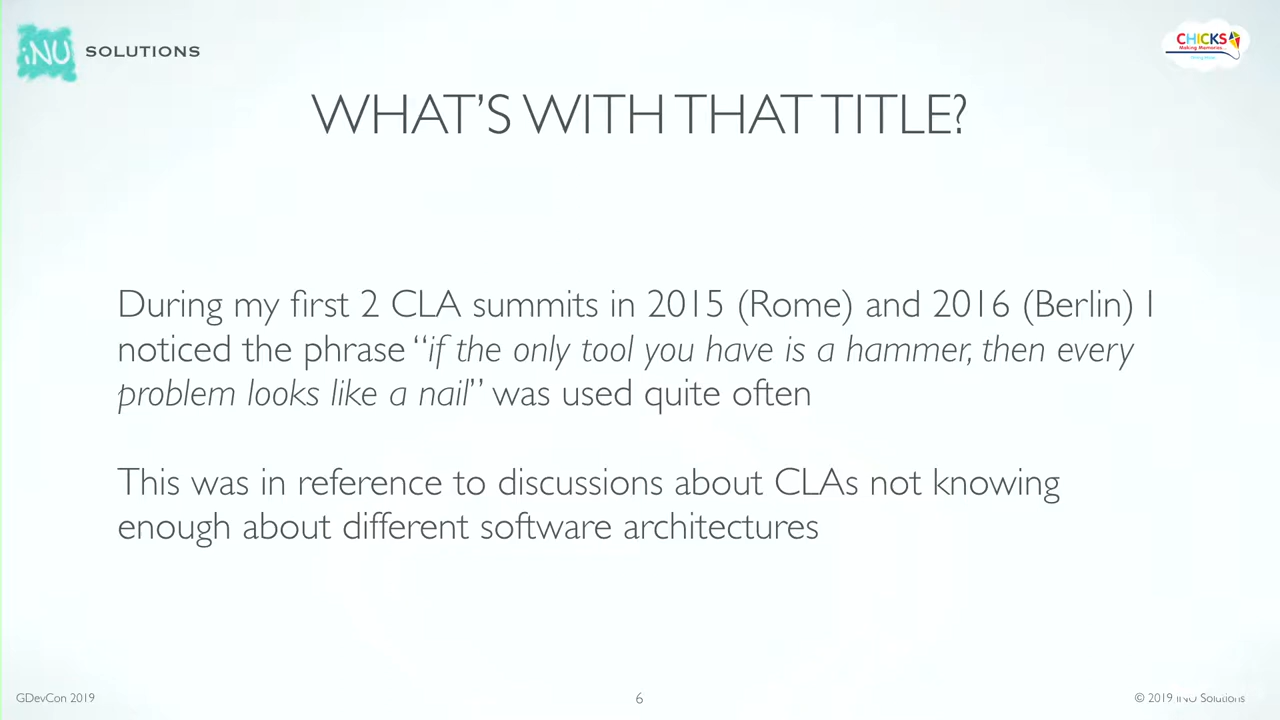 iNU SOLUTIONS
CHICKS
Making Memories...
WHAT'S WITH THAT TITLE?
During my first 2 CLA summits in 2015 (Rome) and 2016 (Berlin) I
noticed the phrase “if the only tool you have is a hammer, then every
problem looks like a nail” was used quite often
This was in reference to discussions about CLAs not knowing
enough about different software architectures
GDevCon 2019
6
© 2019 iNU Solutions